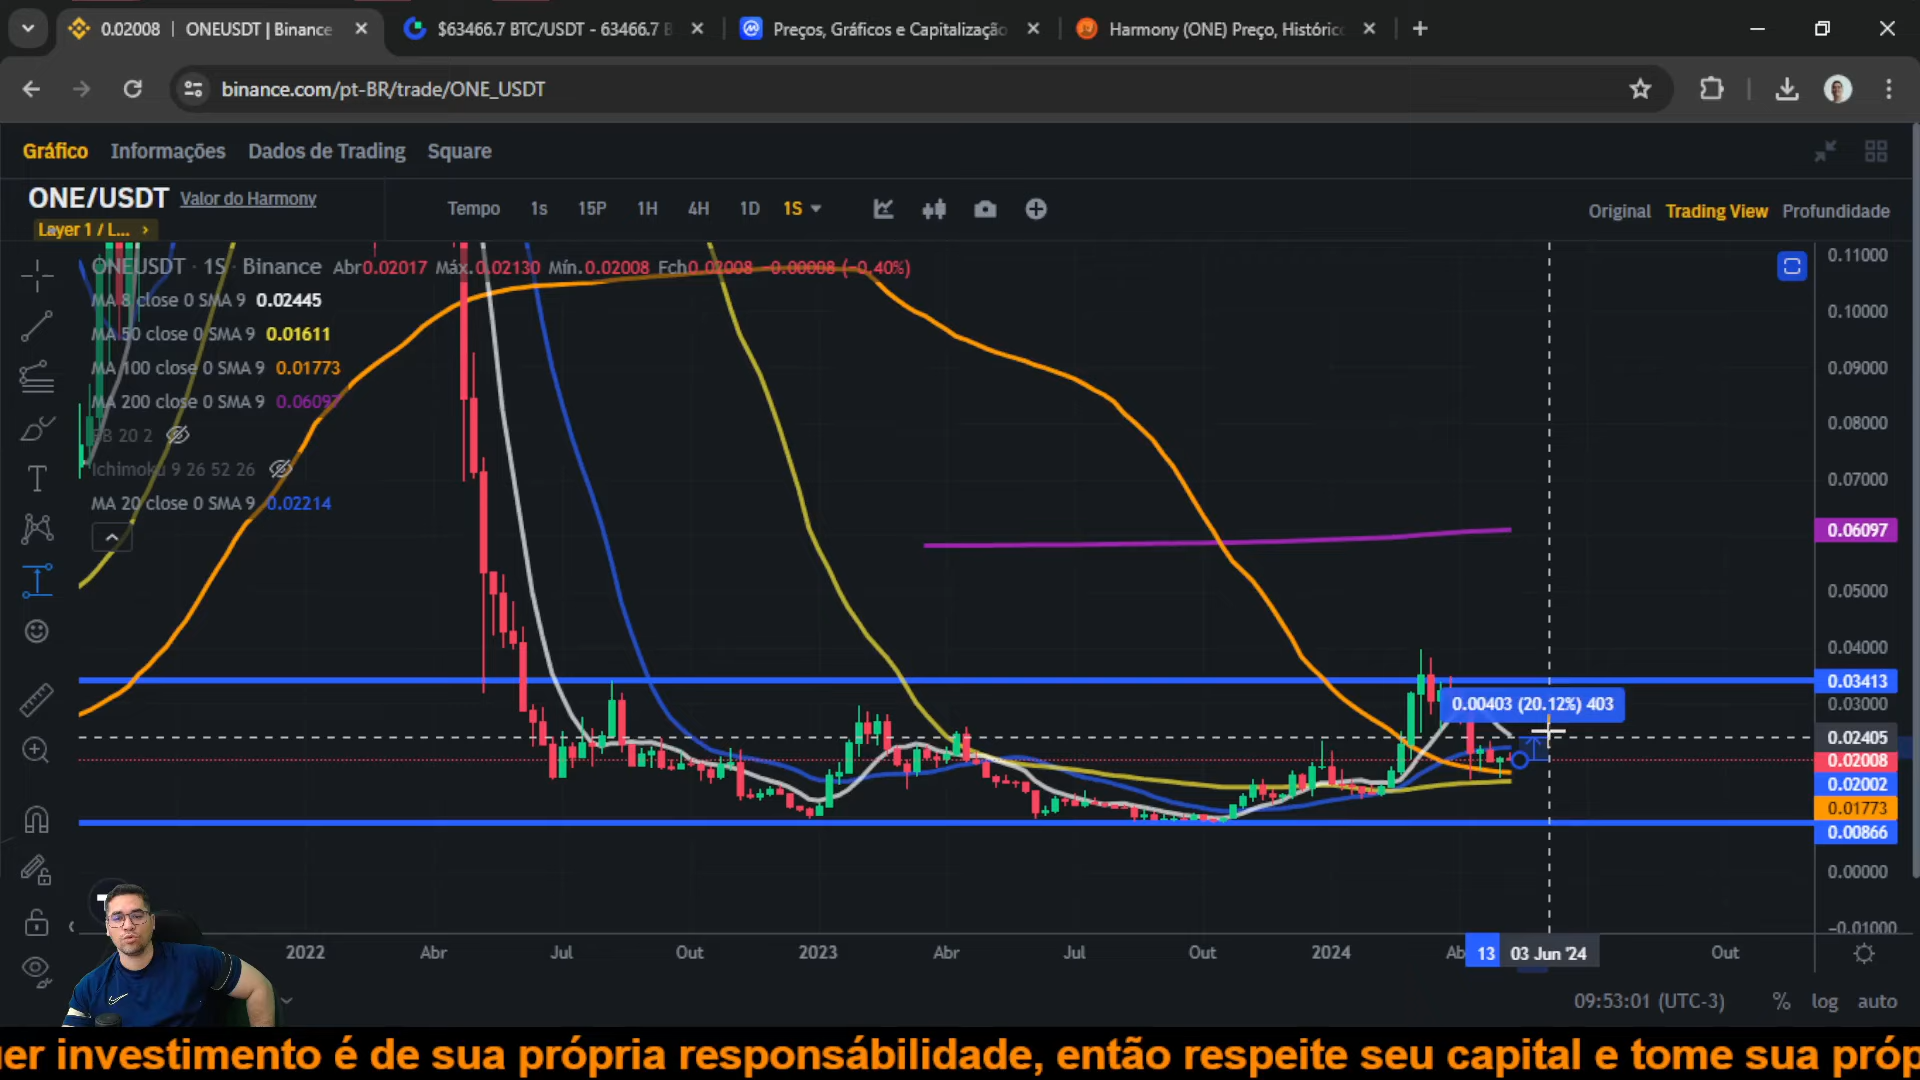 0.02008 | ONEUSDT | Binance
$63466.7 BTC/USDT - 63466.7 B
Preços, Gráficos e Capitalização
Harmony (ONE) Preço, Histórico
binance.com/pt-BR/trade/ONE_USDT
Gráfico Informações Dados de Trading Square
ONE/USDT Valor do Harmony
Layer 1 / L... ›
Tempo 1s 15P 1H 4H 1D 1S
Original Trading View Profundidade
ONEUSDT · 1S · Binance Abr0.02017 Máx.0.02130 Mín.0.02008 Fch0.02008 -0.00008 (-0.40%)
MA 8 close 0 SMA 9 0.02445
MA 50 close 0 SMA 9 0.01611
MA 100 close 0 SMA 9 0.01773
MA 200 close 0 SMA 9 0.06097
BB 20 2
Ichimoku 9 26 52 26
MA 20 close 0 SMA 9 0.02214
0.11000
0.10000
0.09000
0.08000
0.07000
0.06097
0.05000
0.04000
0.03413
0.03000
0.02405
0.02008
0.02002
0.01773
0.00866
0.00000
-0.01000
0.00403 (20.12%) 403
2022 Abr Jul Out 2023 Abr Jul Out 2024 Ab 13 03 Jun '24 Out
09:53:01 (UTC-3) % log auto
uer investimento é de sua própria responsábilidade, então respeite seu capital e tome sua próp